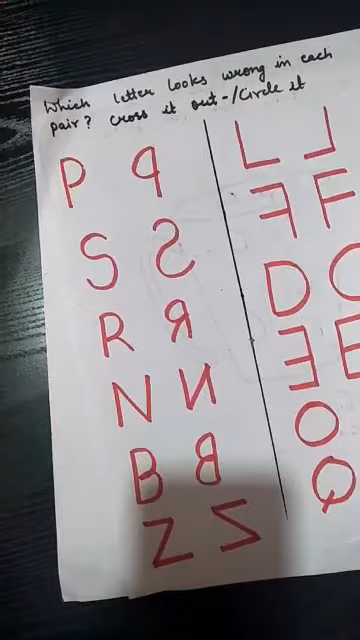 Which letter looks wrong in each
pair? Cross it out-/Circle it
P ꟼ
S Ƨ
R Я
N И
B ᙠ
Z Ƹ
L ⅃
ꟻ F
D
Ǝ E
O
Q